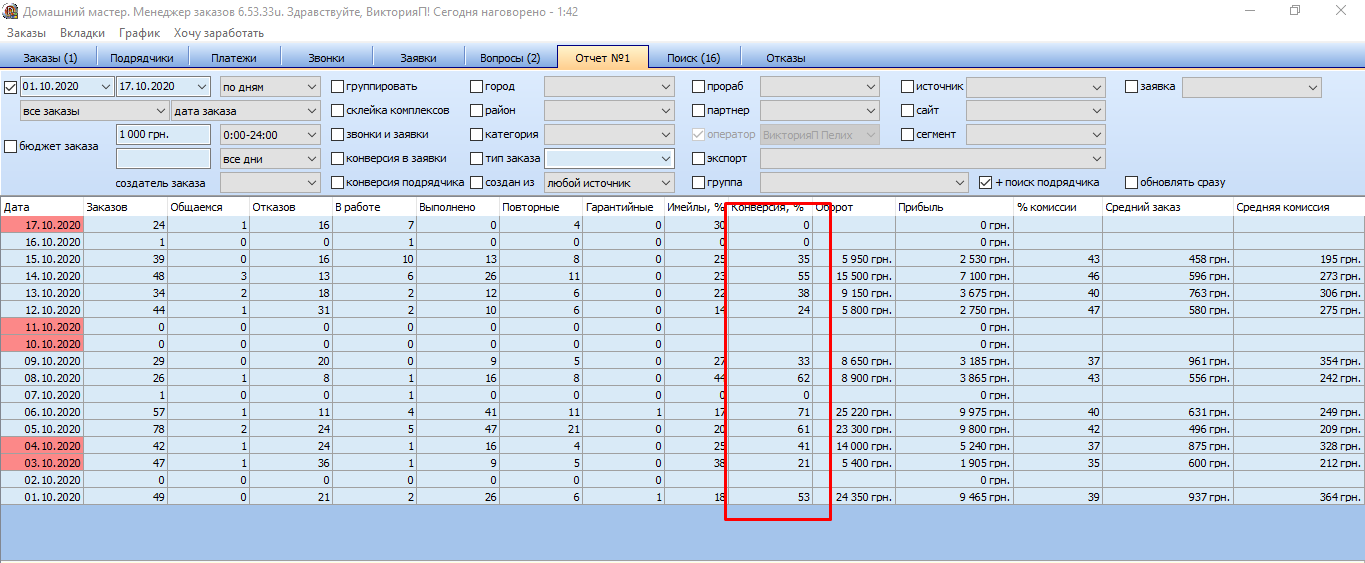 Домашний мастер. Менеджер заказов 6.53.33u. Здравствуйте, ВикторияП! Сегодня наговорено - 1:42
Заказы Вкладки График Хочу заработать
Заказы (1) Подрядчики Платежи Звонки Заявки Вопросы (2) Отчет №1 Поиск (16) Отказы
01.10.2020 17.10.2020 по дням группировать город прораб источник заявка
все заказы дата заказа склейка комплексов район партнер сайт
бюджет заказа 1 000 грн. 0:00-24:00 звонки и заявки категория оператор ВикторияП Пелих сегмент
все дни конверсия в заявки тип заказа экспорт
создатель заказа конверсия подрядчика создан из любой источник группа + поиск подрядчика обновлять сразу
Дата Заказов Общаемся Отказов В работе Выполнено Повторные Гарантийные Имейлы, % Конверсия, % Оборот Прибыль % комиссии Средний заказ Средняя комиссия
17.10.2020 24 1 16 7 0 4 0 30 0 0 грн.
16.10.2020 1 0 0 1 0 0 0 0 0 0 грн.
15.10.2020 39 0 16 10 13 8 0 25 35 5 950 грн. 2 530 грн. 43 458 грн. 195 грн.
14.10.2020 48 3 13 6 26 11 0 23 55 15 500 грн. 7 100 грн. 46 596 грн. 273 грн.
13.10.2020 34 2 18 2 12 6 0 22 38 9 150 грн. 3 675 грн. 40 763 грн. 306 грн.
12.10.2020 44 1 31 2 10 6 0 14 24 5 800 грн. 2 750 грн. 47 580 грн. 275 грн.
11.10.2020 0 0 0 0 0 0 0 0 грн.
10.10.2020 0 0 0 0 0 0 0 0 грн.
09.10.2020 29 0 20 0 9 5 0 27 33 8 650 грн. 3 185 грн. 37 961 грн. 354 грн.
08.10.2020 26 1 8 1 16 8 0 44 62 8 900 грн. 3 865 грн. 43 556 грн. 242 грн.
07.10.2020 1 0 0 1 0 0 0 0 0 0 грн.
06.10.2020 57 1 11 4 41 11 1 17 71 25 220 грн. 9 975 грн. 40 631 грн. 249 грн.
05.10.2020 78 2 24 5 47 21 0 20 61 23 300 грн. 9 800 грн. 42 496 грн. 209 грн.
04.10.2020 42 1 24 1 16 4 0 25 41 14 000 грн. 5 240 грн. 37 875 грн. 328 грн.
03.10.2020 47 1 36 1 9 5 0 38 21 5 400 грн. 1 905 грн. 35 600 грн. 212 грн.
02.10.2020 0 0 0 0 0 0 0 0 грн.
01.10.2020 49 0 21 2 26 6 1 18 53 24 350 грн. 9 465 грн. 39 937 грн. 364 грн.